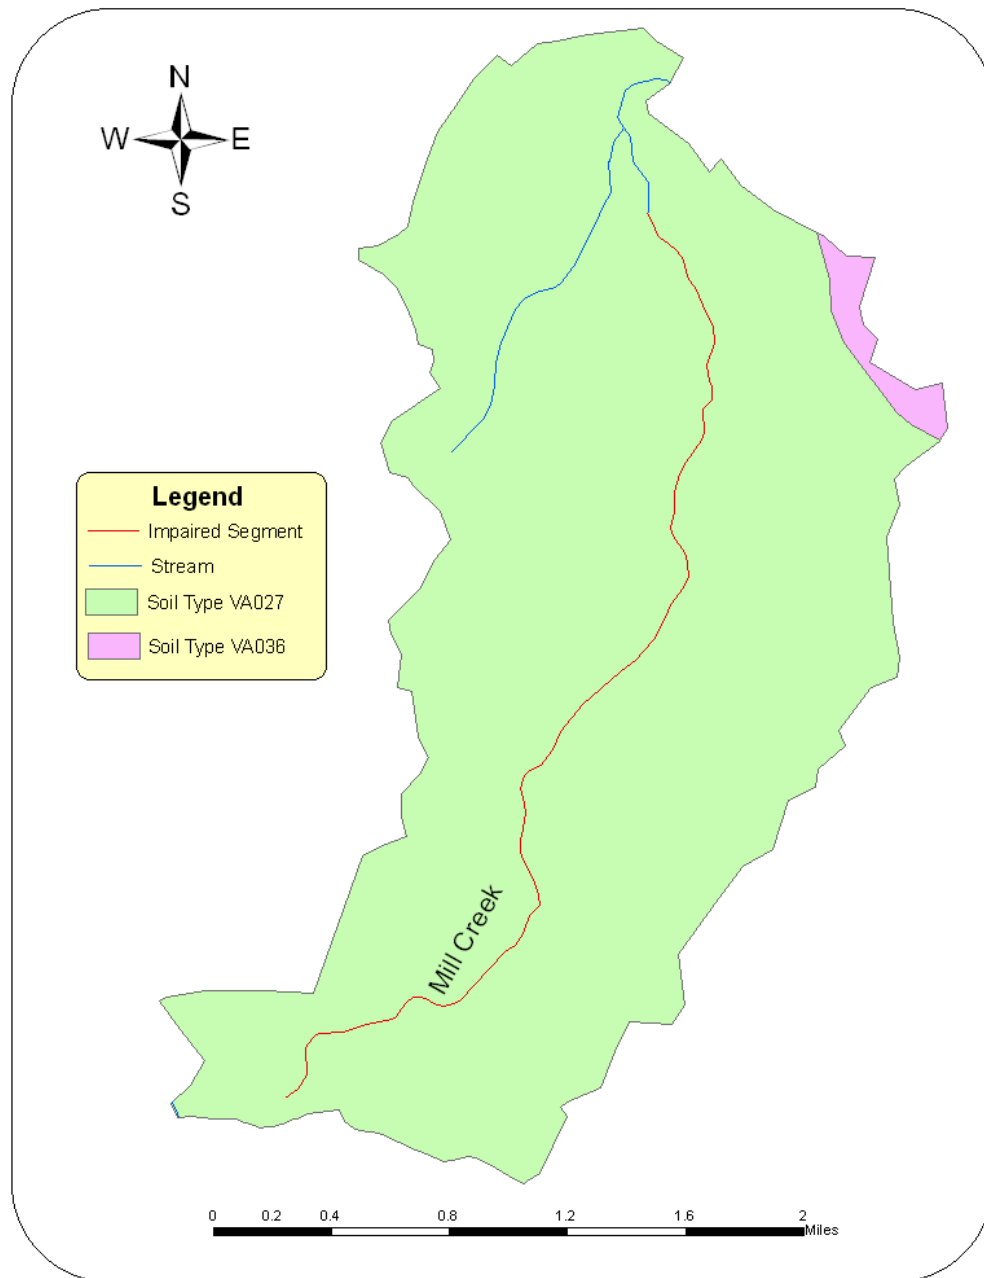 N
W E
S
Legend
Impaired Segment
Stream
Soil Type VA027
Soil Type VA036
Mill Creek
0 0.2 0.4 0.8 1.2 1.6 2
Miles